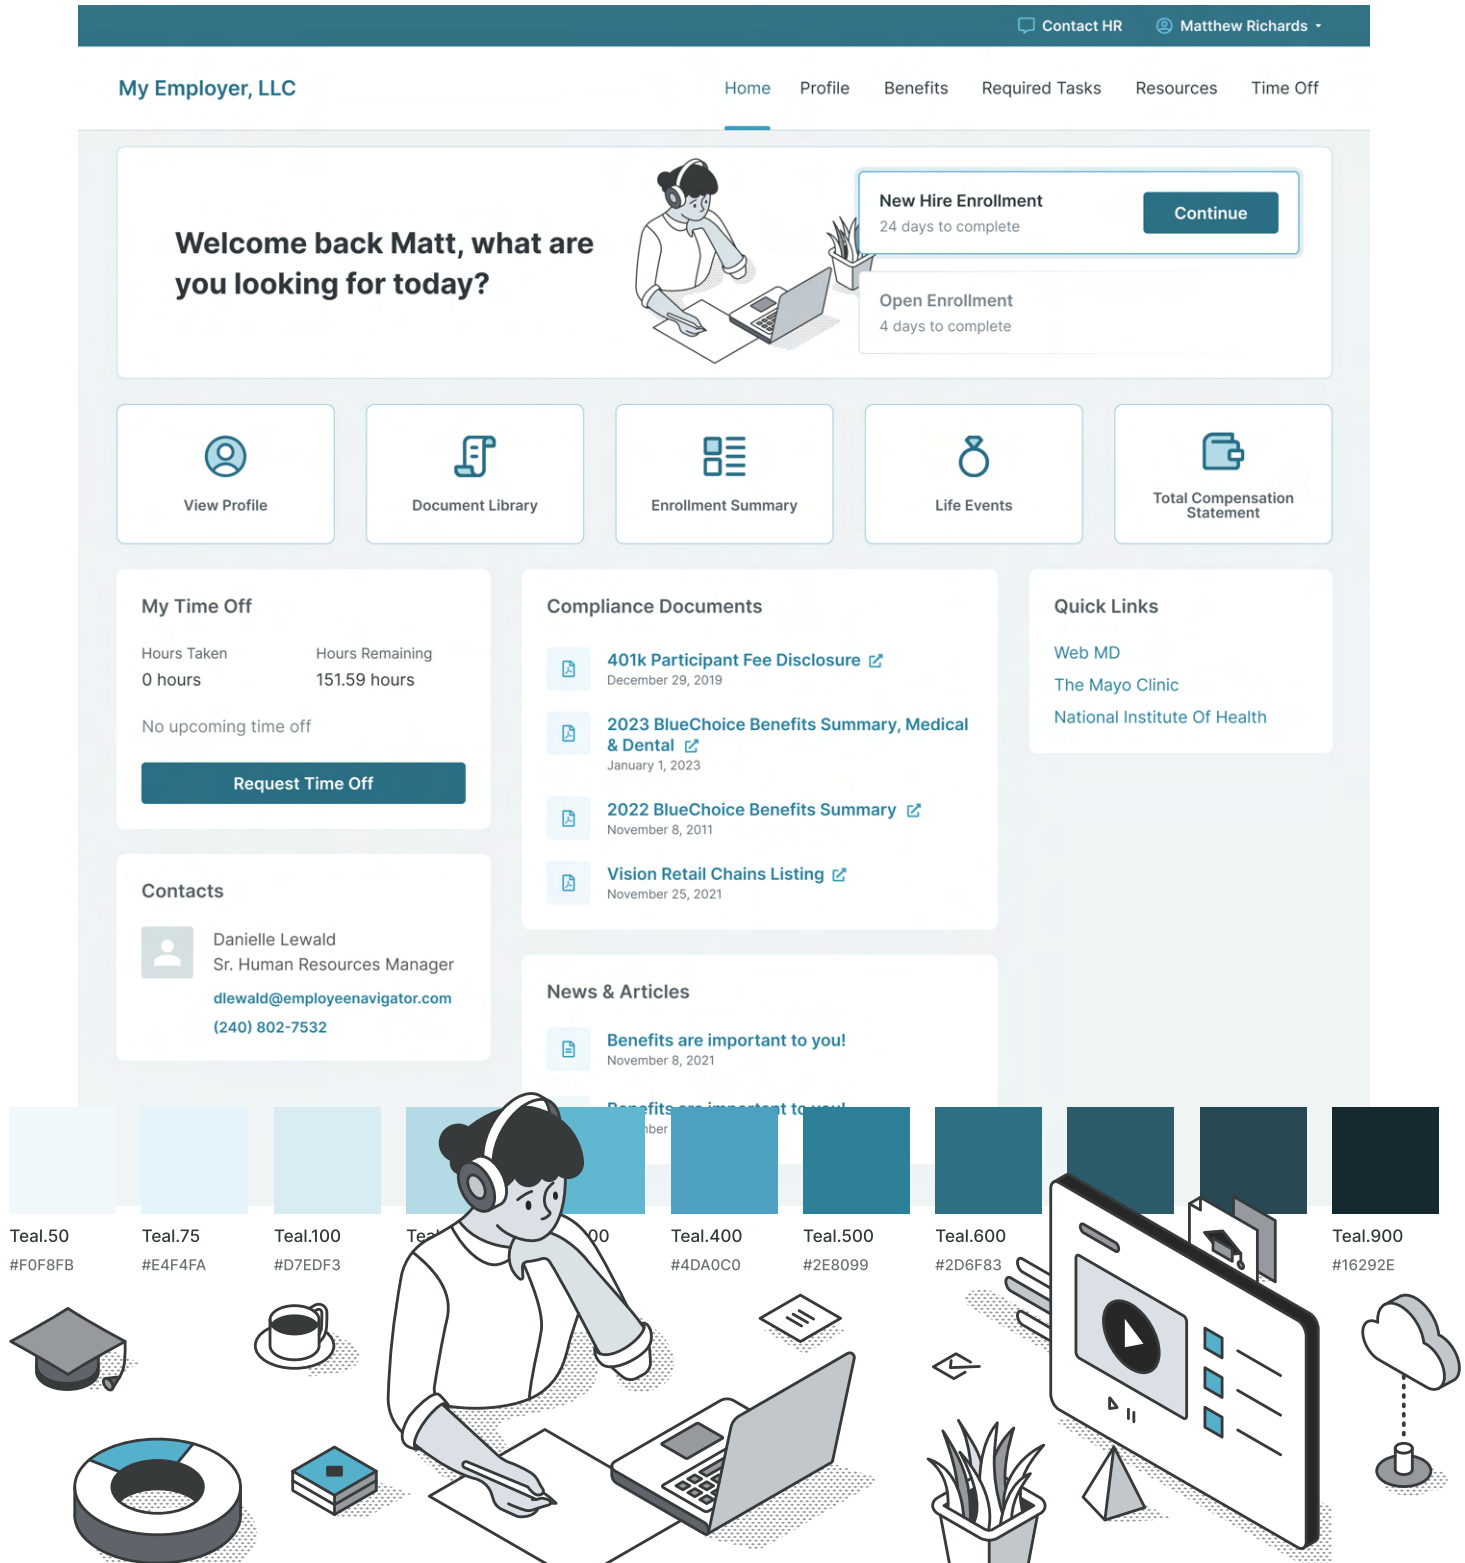 Contact HR
Matthew Richards
My Employer, LLC
Home
Profile
Benefits
Required Tasks
Resources
Time Off
Welcome back Matt, what are
you looking for today?
New Hire Enrollment
24 days to complete
Continue
Open Enrollment
4 days to complete
View Profile
Document Library
Enrollment Summary
Life Events
Total Compensation
Statement
My Time Off
Hours Taken
Hours Remaining
0 hours
151.59 hours
No upcoming time off
Request Time Off
Contacts
Danielle Lewald
Sr. Human Resources Manager
dlewald@employeenavigator.com
(240) 802-7532
Compliance Documents
401k Participant Fee Disclosure
December 29, 2019
2023 BlueChoice Benefits Summary, Medical
& Dental
January 1, 2023
2022 BlueChoice Benefits Summary
November 8, 2011
Vision Retail Chains Listing
November 25, 2021
News & Articles
Benefits are important to you!
November 8, 2021
Benefits are important to you!
Quick Links
Web MD
The Mayo Clinic
National Institute Of Health
Teal.50
#F0F8FB
Teal.75
#E4F4FA
Teal.100
#D7EDF3
Teal.400
#4DA0C0
Teal.500
#2E8099
Teal.600
#2D6F83
Teal.900
#16292E